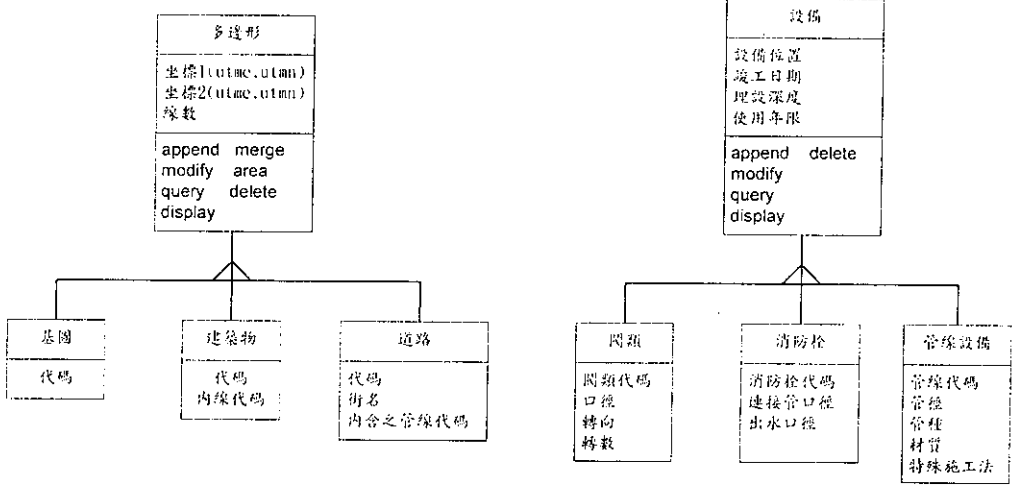 多邊形
坐標1(utme,utmn)
坐標2(utme,utmn)
線數
append merge
modify area
query delete
display
基圖
代碼
建築物
代碼
內線代碼
道路
代碼
街名
內含之管線代碼
設備
設備位置
竣工日期
埋設深度
使用年限
append delete
modify
query
display
閥類
閥類代碼
口徑
轉向
轉數
消防栓
消防栓代碼
連接管口徑
出水口徑
管線設備
管線代碼
管徑
管種
材質
特殊施工法